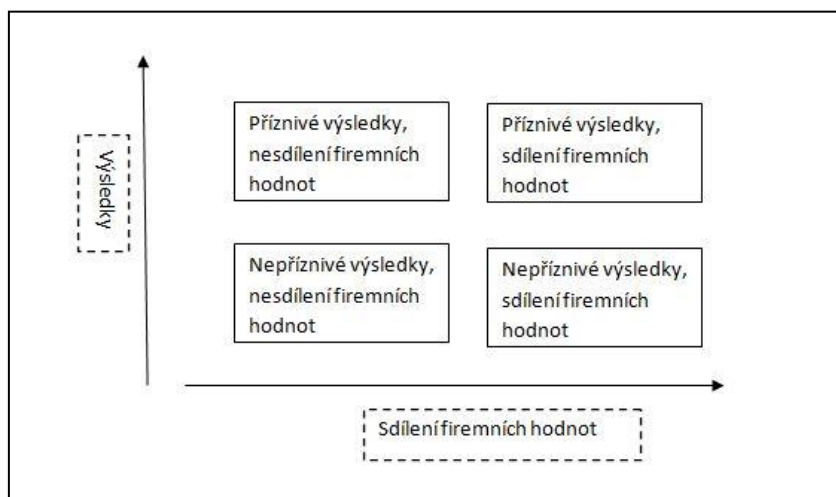 Výsledky
Příznivé výsledky,
nesdílení firemních
hodnot
Příznivé výsledky,
sdílení firemních
hodnot
Nepříznivé výsledky,
nesdílení firemních
hodnot
Nepříznivé výsledky,
sdílení firemních
hodnot
Sdílení firemních hodnot